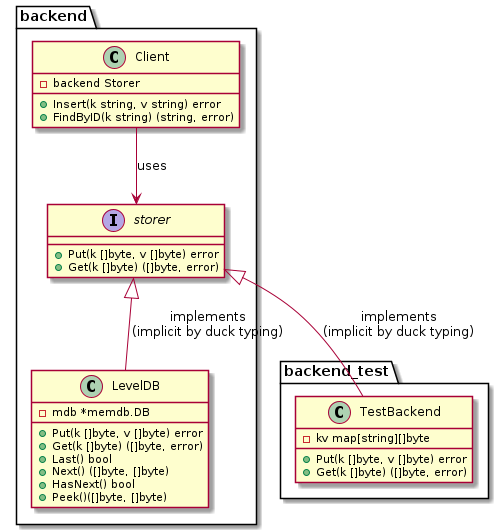 backend
C Client
backend Storer
Insert(k string, v string) error
FindByID(k string) (string, error)
uses
I storer
Put(k []byte, v []byte) error
Get(k []byte) ([]byte, error)
implements
(implicit by duck typing)
implements
(implicit by duck typing)
C LevelDB
mdb *memdb.DB
Put(k []byte, v []byte) error
Get(k []byte) ([]byte, error)
Last() bool
Next() ([]byte, []byte)
HasNext() bool
Peek()([]byte, []byte)
backend_test
C TestBackend
kv map[string][]byte
Put(k []byte, v []byte) error
Get(k []byte) ([]byte, error)